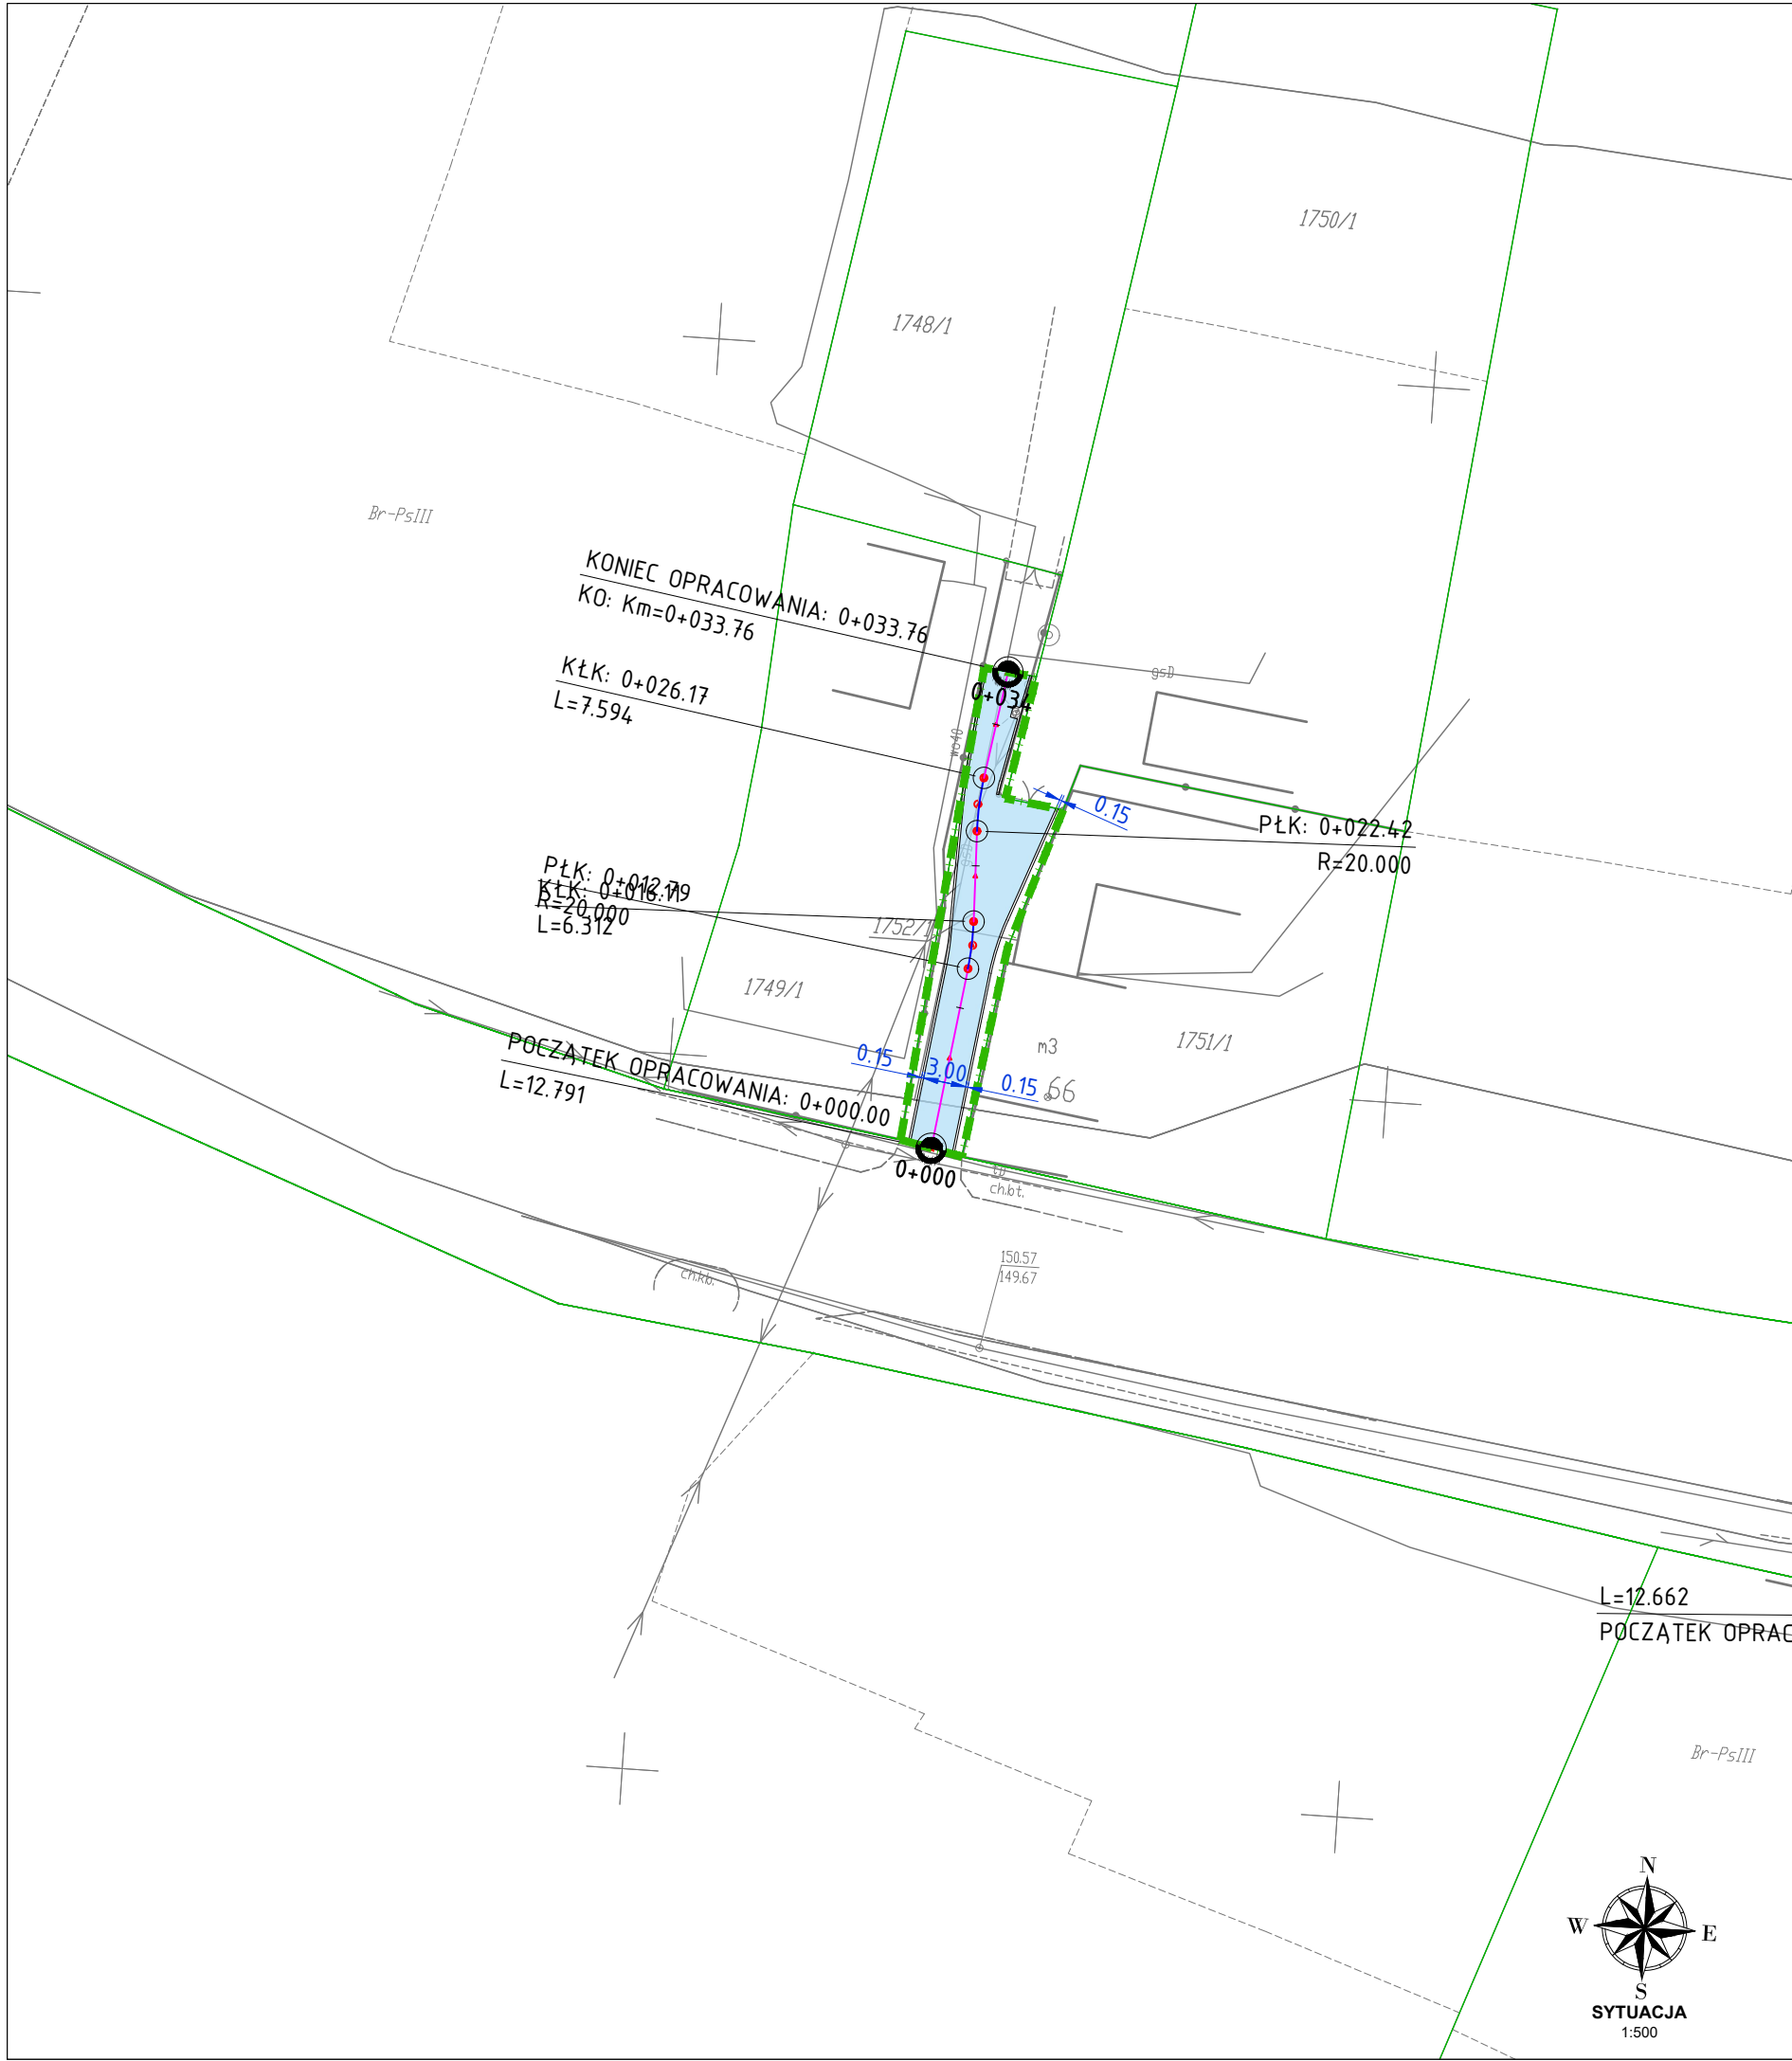 1750/1
1748/1
Br-PsIII
KONIEC OPRACOWANIA: 0+033.76
KO: Km=0+033.76
KŁK: 0+026.17
L=7.594
gsD
0+034
wo40
0.15
PŁK: 0+022.42
R=20.000
PŁK: 0+012.79
R=20.000
L=6.312
1752/1
1749/1
m3
1751/1
66
POCZĄTEK OPRACOWANIA: 0+000.00
L=12.791
0.15
3.00
0.15
0+000
ch.bt.
150.57
149.67
ch.kb.
L=12.662
POCZĄTEK OPRAC
Br-PsIII
N
W
E
S
SYTUACJA
1:500